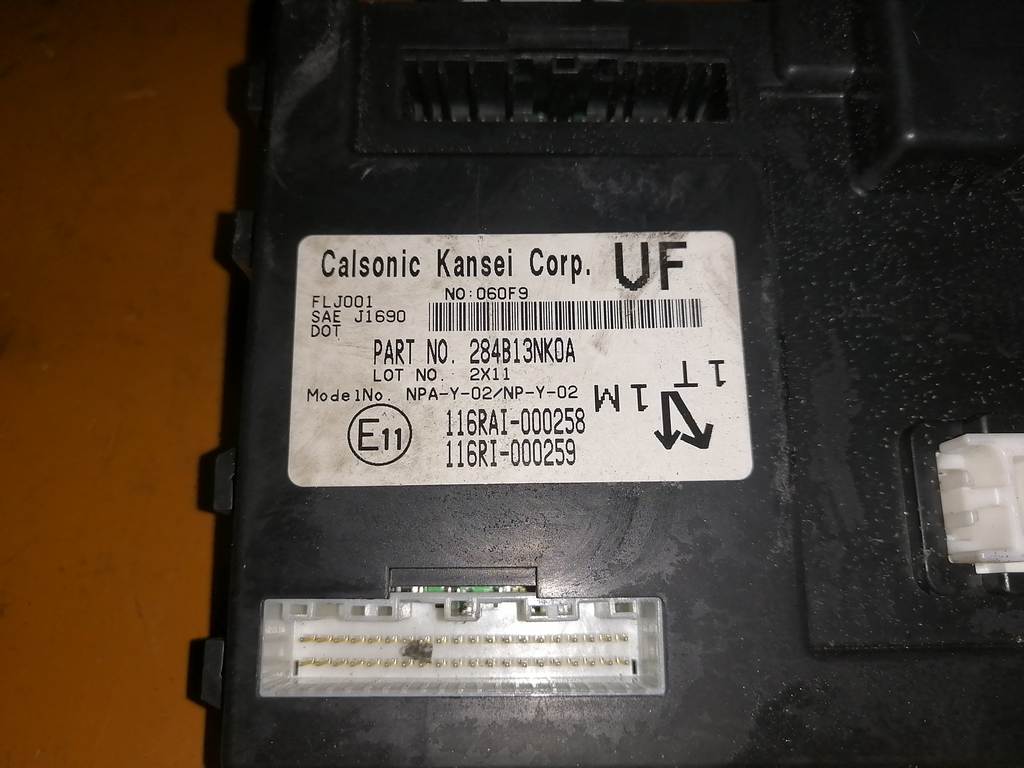 Calsonic Kansei Corp. VF
NO:060F9
FLJ001
SAE J1690
DOT
PART NO. 284B13NK0A
LOT NO. 2X11
ModelNo. NPA-Y-02/NP-Y-02
E11
116RAI-000258
116RI-000259
1T
1M